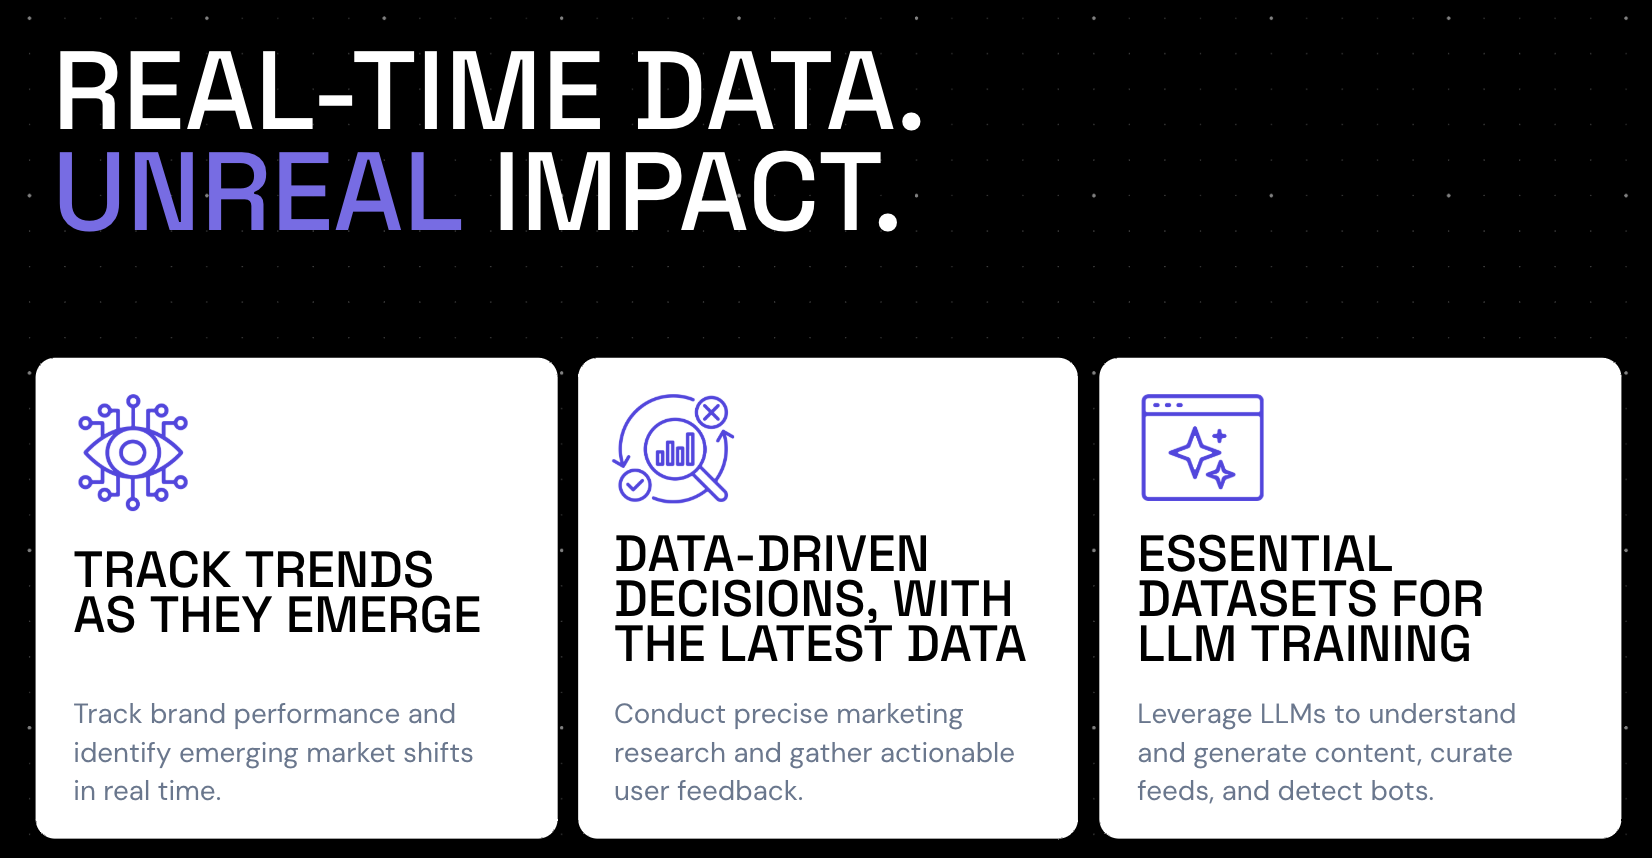 REAL-TIME DATA.
UNREAL IMPACT.
TRACK TRENDS
AS THEY EMERGE
Track brand performance and
identify emerging market shifts
in real time.
DATA-DRIVEN
DECISIONS, WITH
THE LATEST DATA
Conduct precise marketing
research and gather actionable
user feedback.
ESSENTIAL
DATASETS FOR
LLM TRAINING
Leverage LLMs to understand
and generate content, curate
feeds, and detect bots.